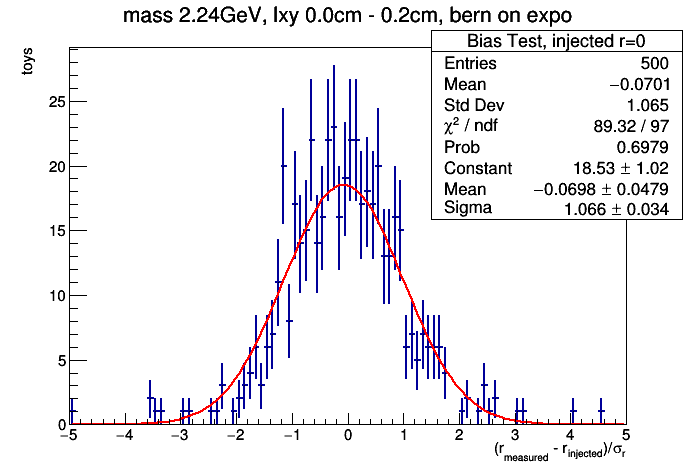 mass 2.24GeV, lxy 0.0cm - 0.2cm, bern on expo
toys
Bias Test, injected r=0
Entries 500
Mean −0.0701
Std Dev 1.065
χ² / ndf 89.32 / 97
Prob 0.6979
Constant 18.53 ± 1.02
Mean −0.0698 ± 0.0479
Sigma 1.066 ± 0.034
25
20
15
10
5
0
−5 −4 −3 −2 −1 0 1 2 3 4 5
(r_measured - r_injected)/σ_r